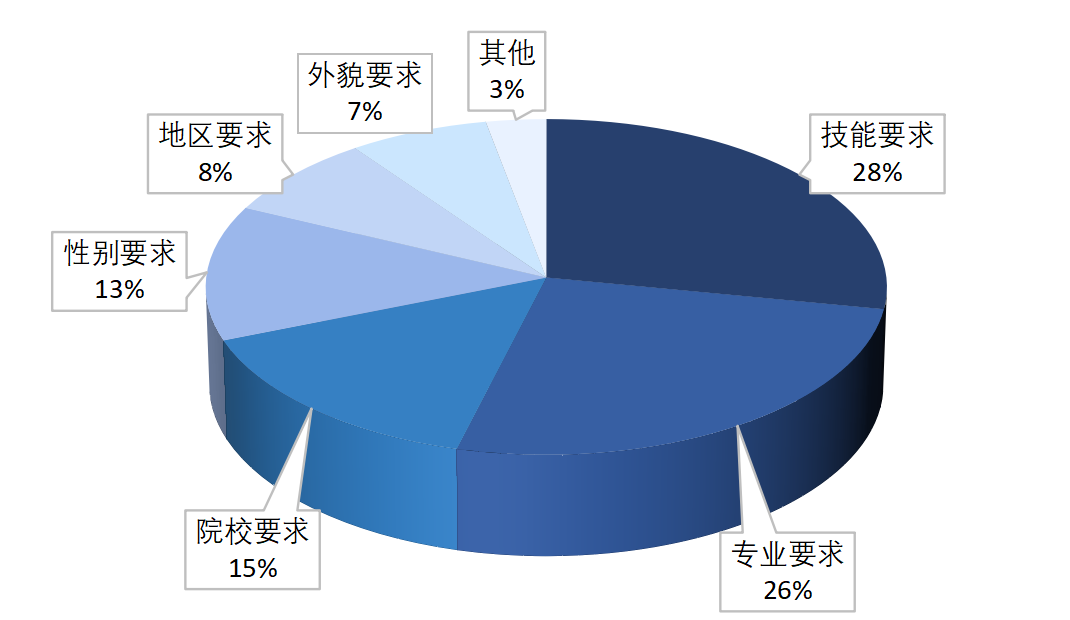 其他
3%
外貌要求
7%
地区要求
8%
技能要求
28%
性别要求
13%
院校要求
15%
专业要求
26%